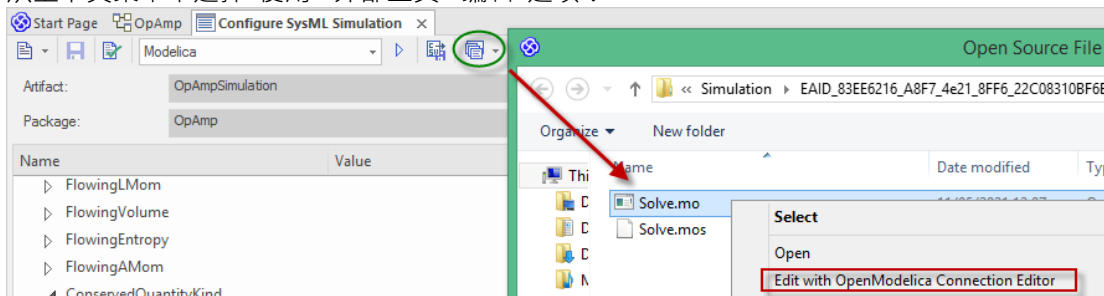 Start Page OpAmp Configure SysML Simulation
Modelica
Artifact: OpAmpSimulation
Package: OpAmp
Name Value
FlowingLMom
FlowingVolume
FlowingEntropy
FlowingAMom
ConservedQuantityKind
Open Source File
« Simulation EAID_83EE6216_A8F7_4e21_8FF6_22C08310BF6
Organize New folder
Name Date modified
Solve.mo
Solve.mos
Select
Open
Edit with OpenModelica Connection Editor